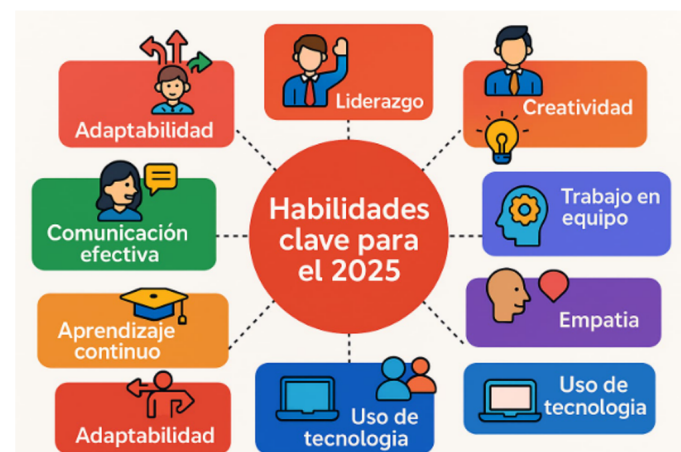 Liderazgo
Adaptabilidad
Creatividad
Habilidades
clave para
el 2025
Comunicación
efectiva
Trabajo en
equipo
Aprendizaje
continuo
Empatia
Adaptabilidad
Uso de
tecnologia
Uso de
tecnologia